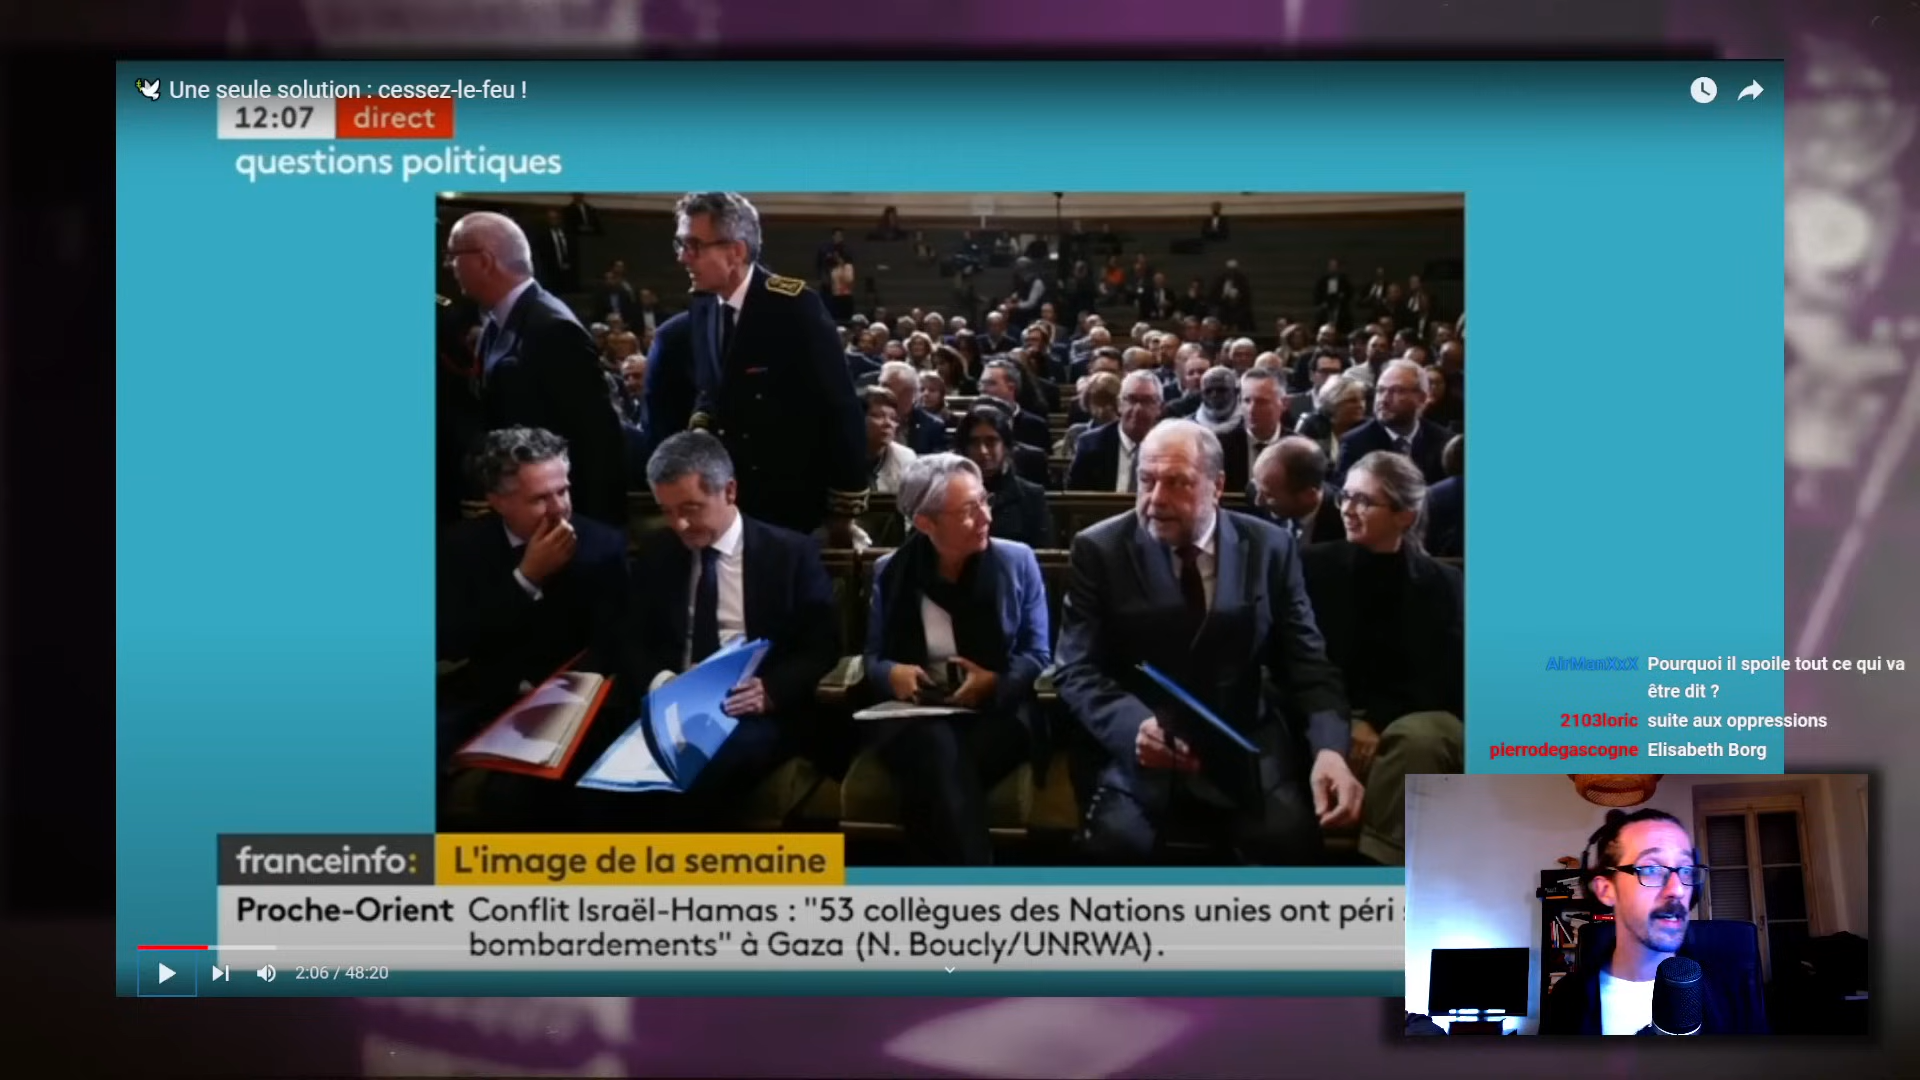 🕊 Une seule solution : cessez-le-feu !
12:07 direct
questions politiques
AirManXxX Pourquoi il spoile tout ce qui va
être dit ?
2103loric suite aux oppressions
pierrodegascogne Elisabeth Borg
franceinfo: L'image de la semaine
Proche-Orient Conflit Israël-Hamas : "53 collègues des Nations unies ont péri
bombardements" à Gaza (N. Boucly/UNRWA).
2:06 / 48:20